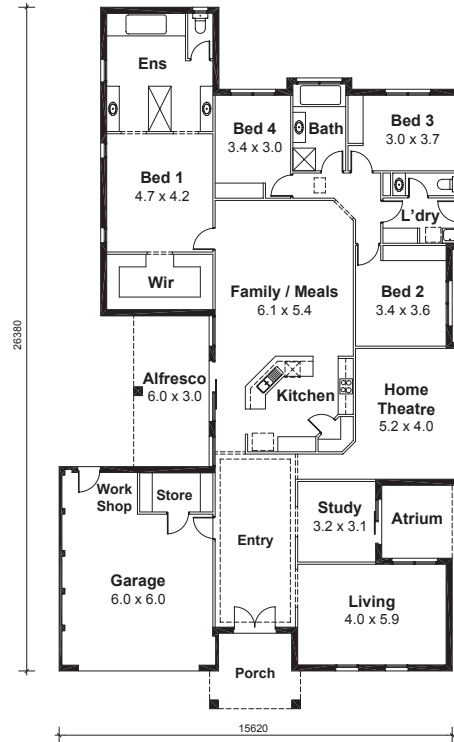 Ens
Bed 4
3.4 x 3.0
Bath
Bed 3
3.0 x 3.7
Bed 1
4.7 x 4.2
L'dry
Wir
Family / Meals
6.1 x 5.4
Bed 2
3.4 x 3.6
26380
Alfresco
6.0 x 3.0
Kitchen
Home
Theatre
5.2 x 4.0
Work
Shop
Store
Study
3.2 x 3.1
Atrium
Entry
Garage
6.0 x 6.0
Living
4.0 x 5.9
Porch
15620